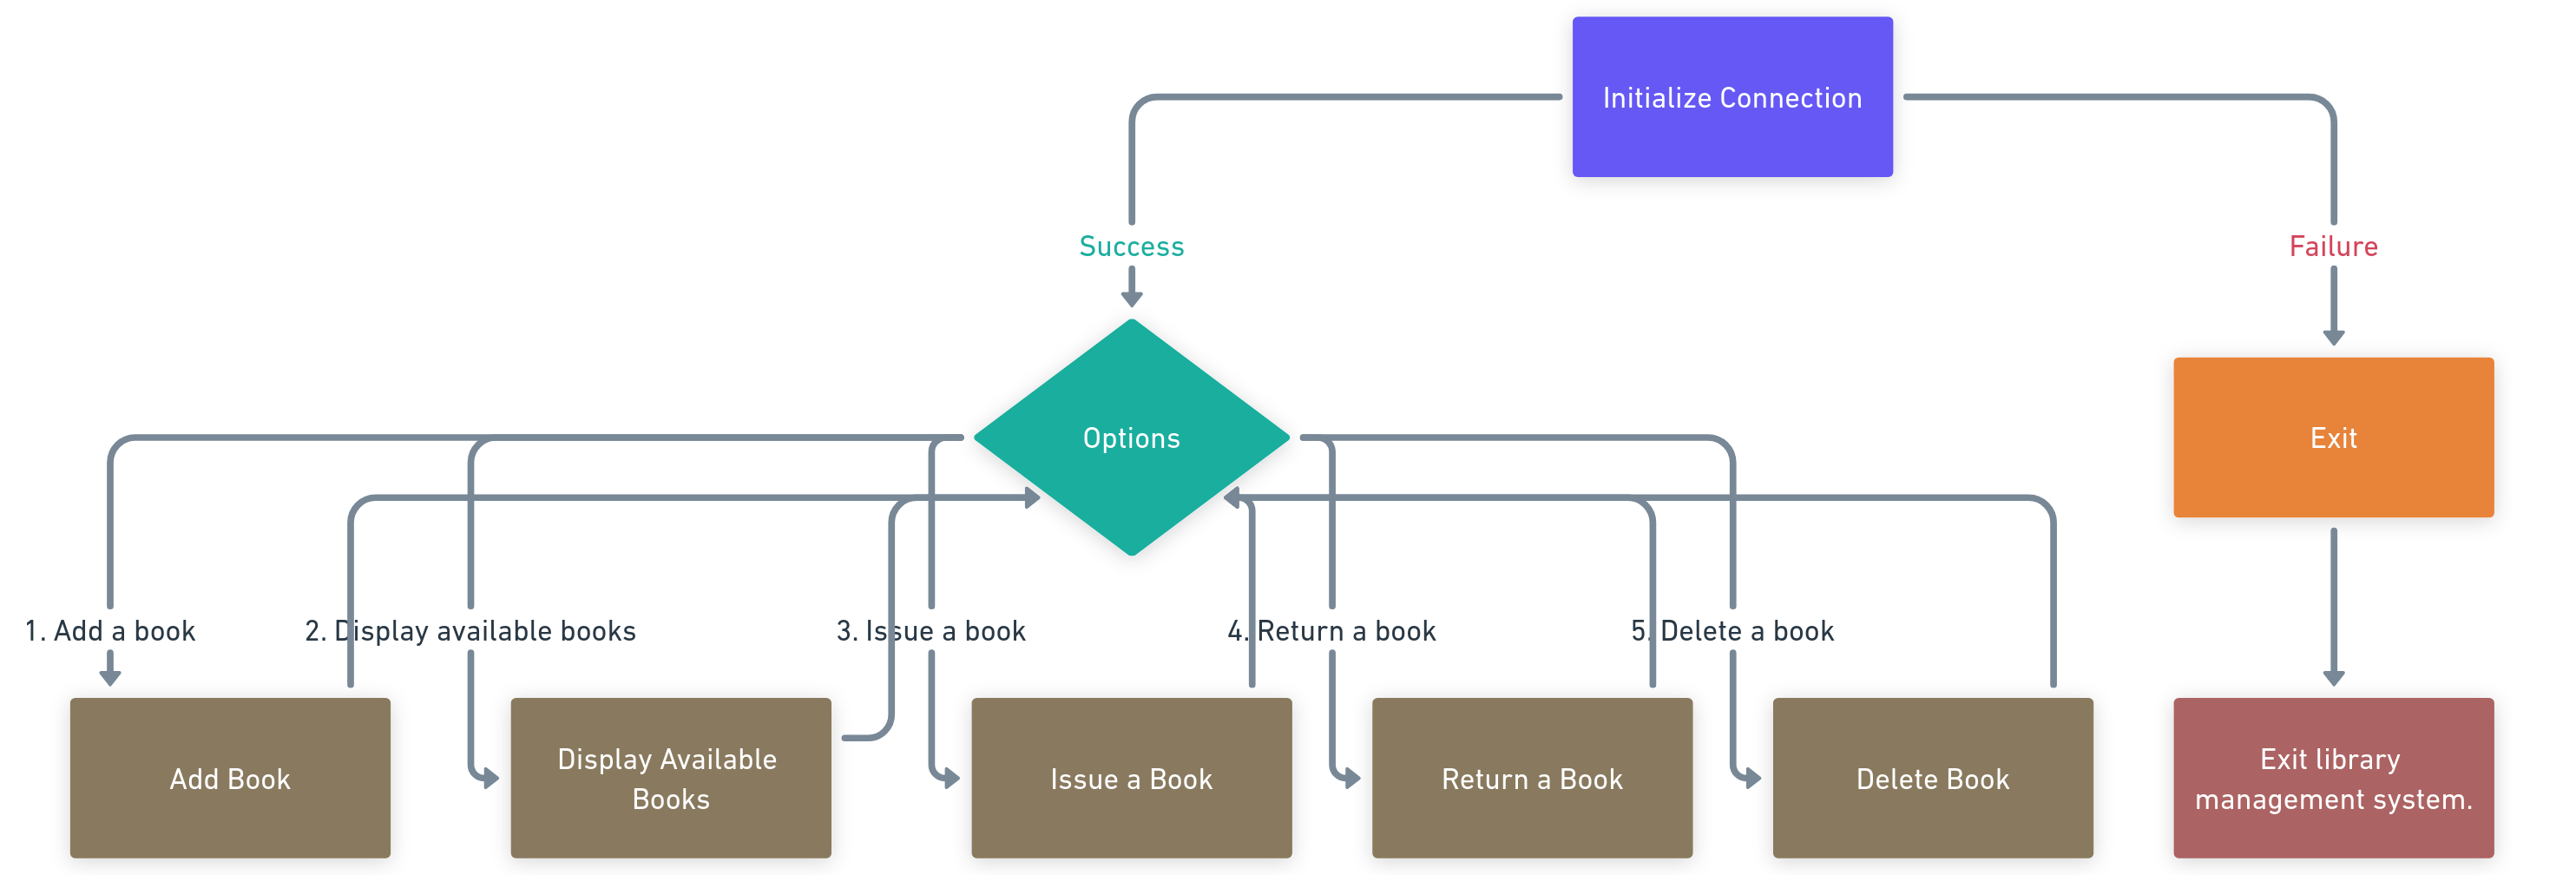 Initialize Connection
Success
Failure
Options
Exit
1. Add a book
2. Display available books
3. Issue a book
4. Return a book
5. Delete a book
Add Book
Display Available
Books
Issue a Book
Return a Book
Delete Book
Exit library
management system.